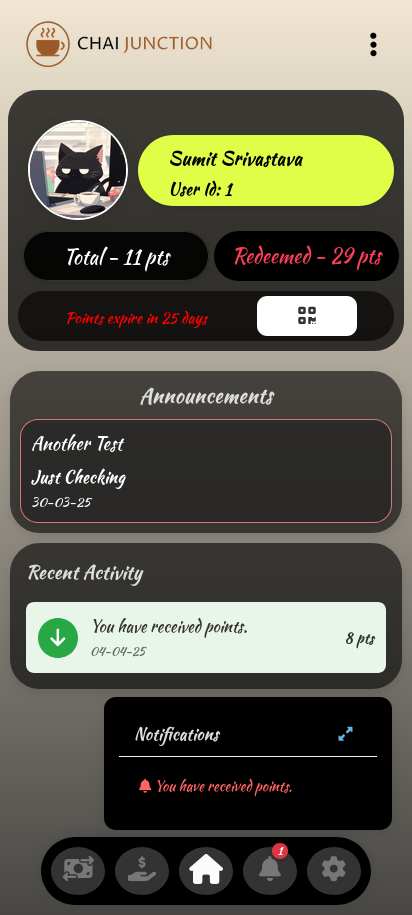 CHAI JUNCTION
Sumit Srivastava
User Id: 1
Total - 11 pts
Redeemed - 29 pts
Points expire in 25 days
Announcements
Another Test
Just Checking
30-03-25
Recent Activity
You have received points.
04-04-25
8 pts
Notifications
You have received points.
1